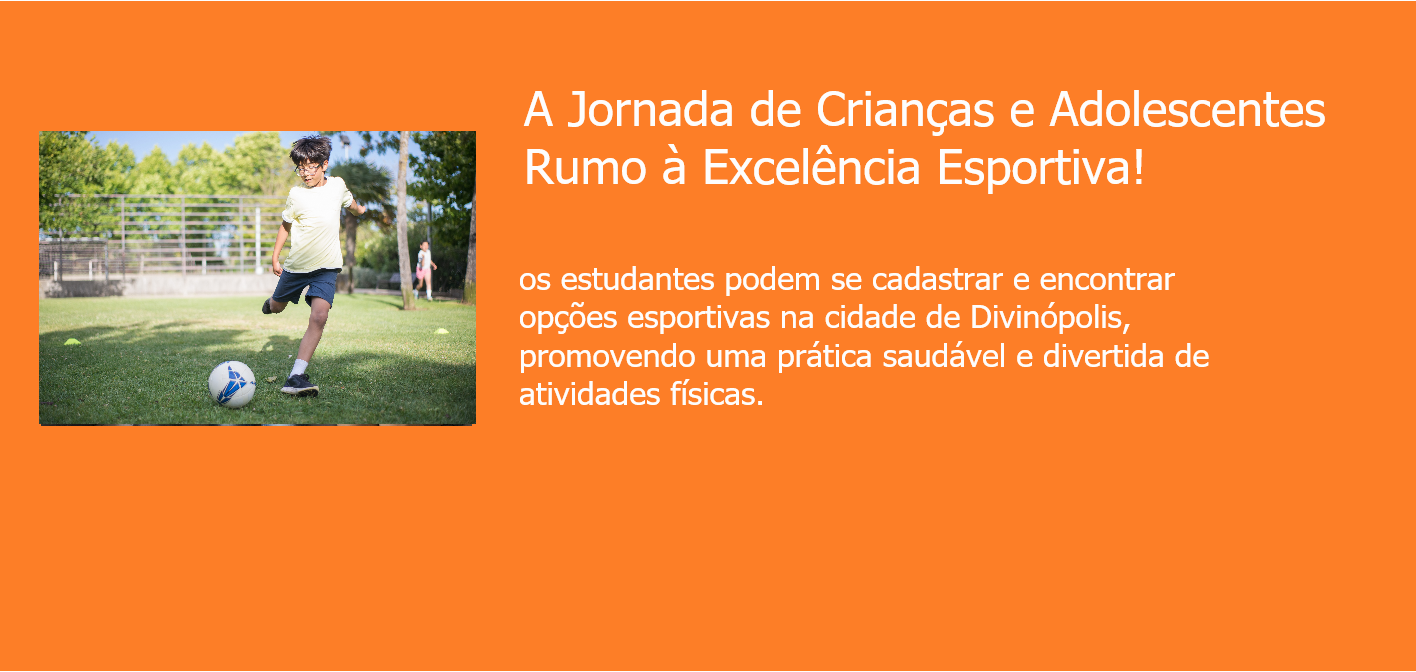 A Jornada de Crianças e Adolescentes
Rumo à Excelência Esportiva!
os estudantes podem se cadastrar e encontrar
opções esportivas na cidade de Divinópolis,
promovendo uma prática saudável e divertida de
atividades físicas.